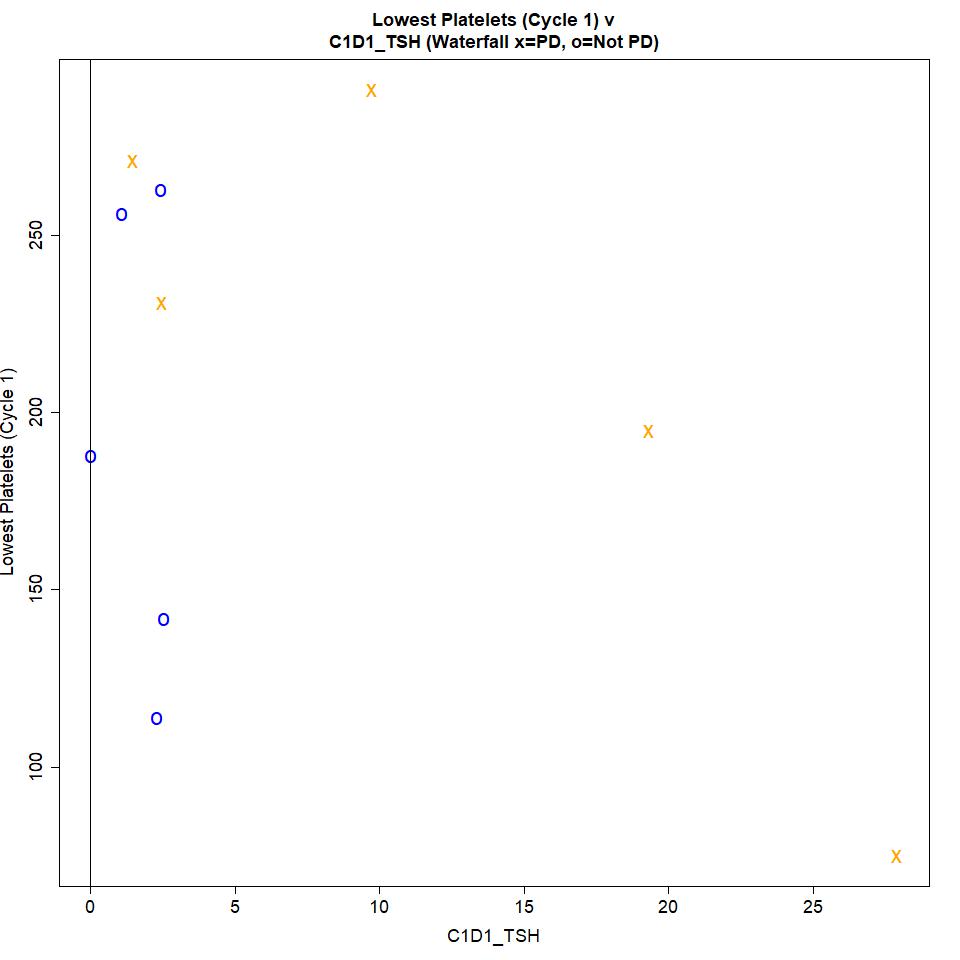 Lowest Platelets (Cycle 1) v
C1D1_TSH (Waterfall x=PD, o=Not PD)
Lowest Platelets (Cycle 1)
250
200
150
100
X
X
O
O
X
X
O
O
O
X
0 5 10 15 20 25
C1D1_TSH